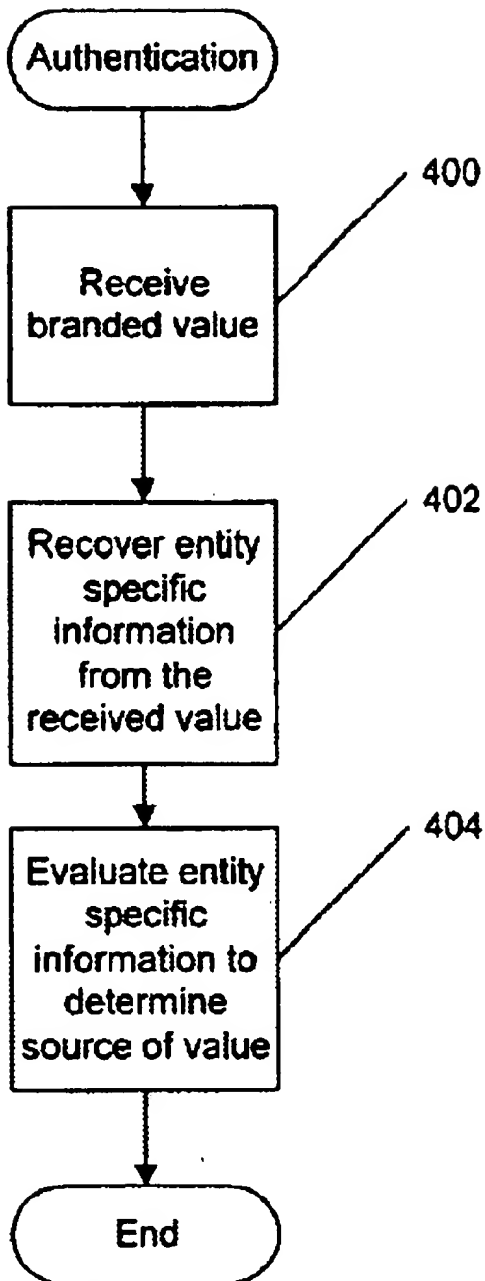 Authentication
400
Receive
branded value
402
Recover entity
specific
information
from the
received value
404
Evaluate entity
specific
information to
determine
source of value
End